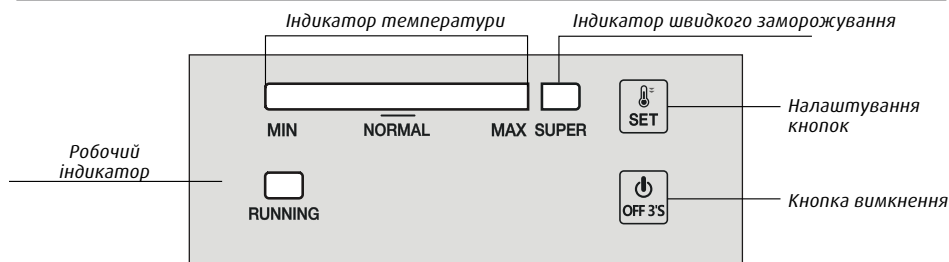 Індикатор температури
Індикатор швидкого заморожування
MIN
NORMAL
MAX SUPER
SET
Налаштування
кнопок
Робочий
індикатор
RUNNING
OFF 3'S
Кнопка вимкнення